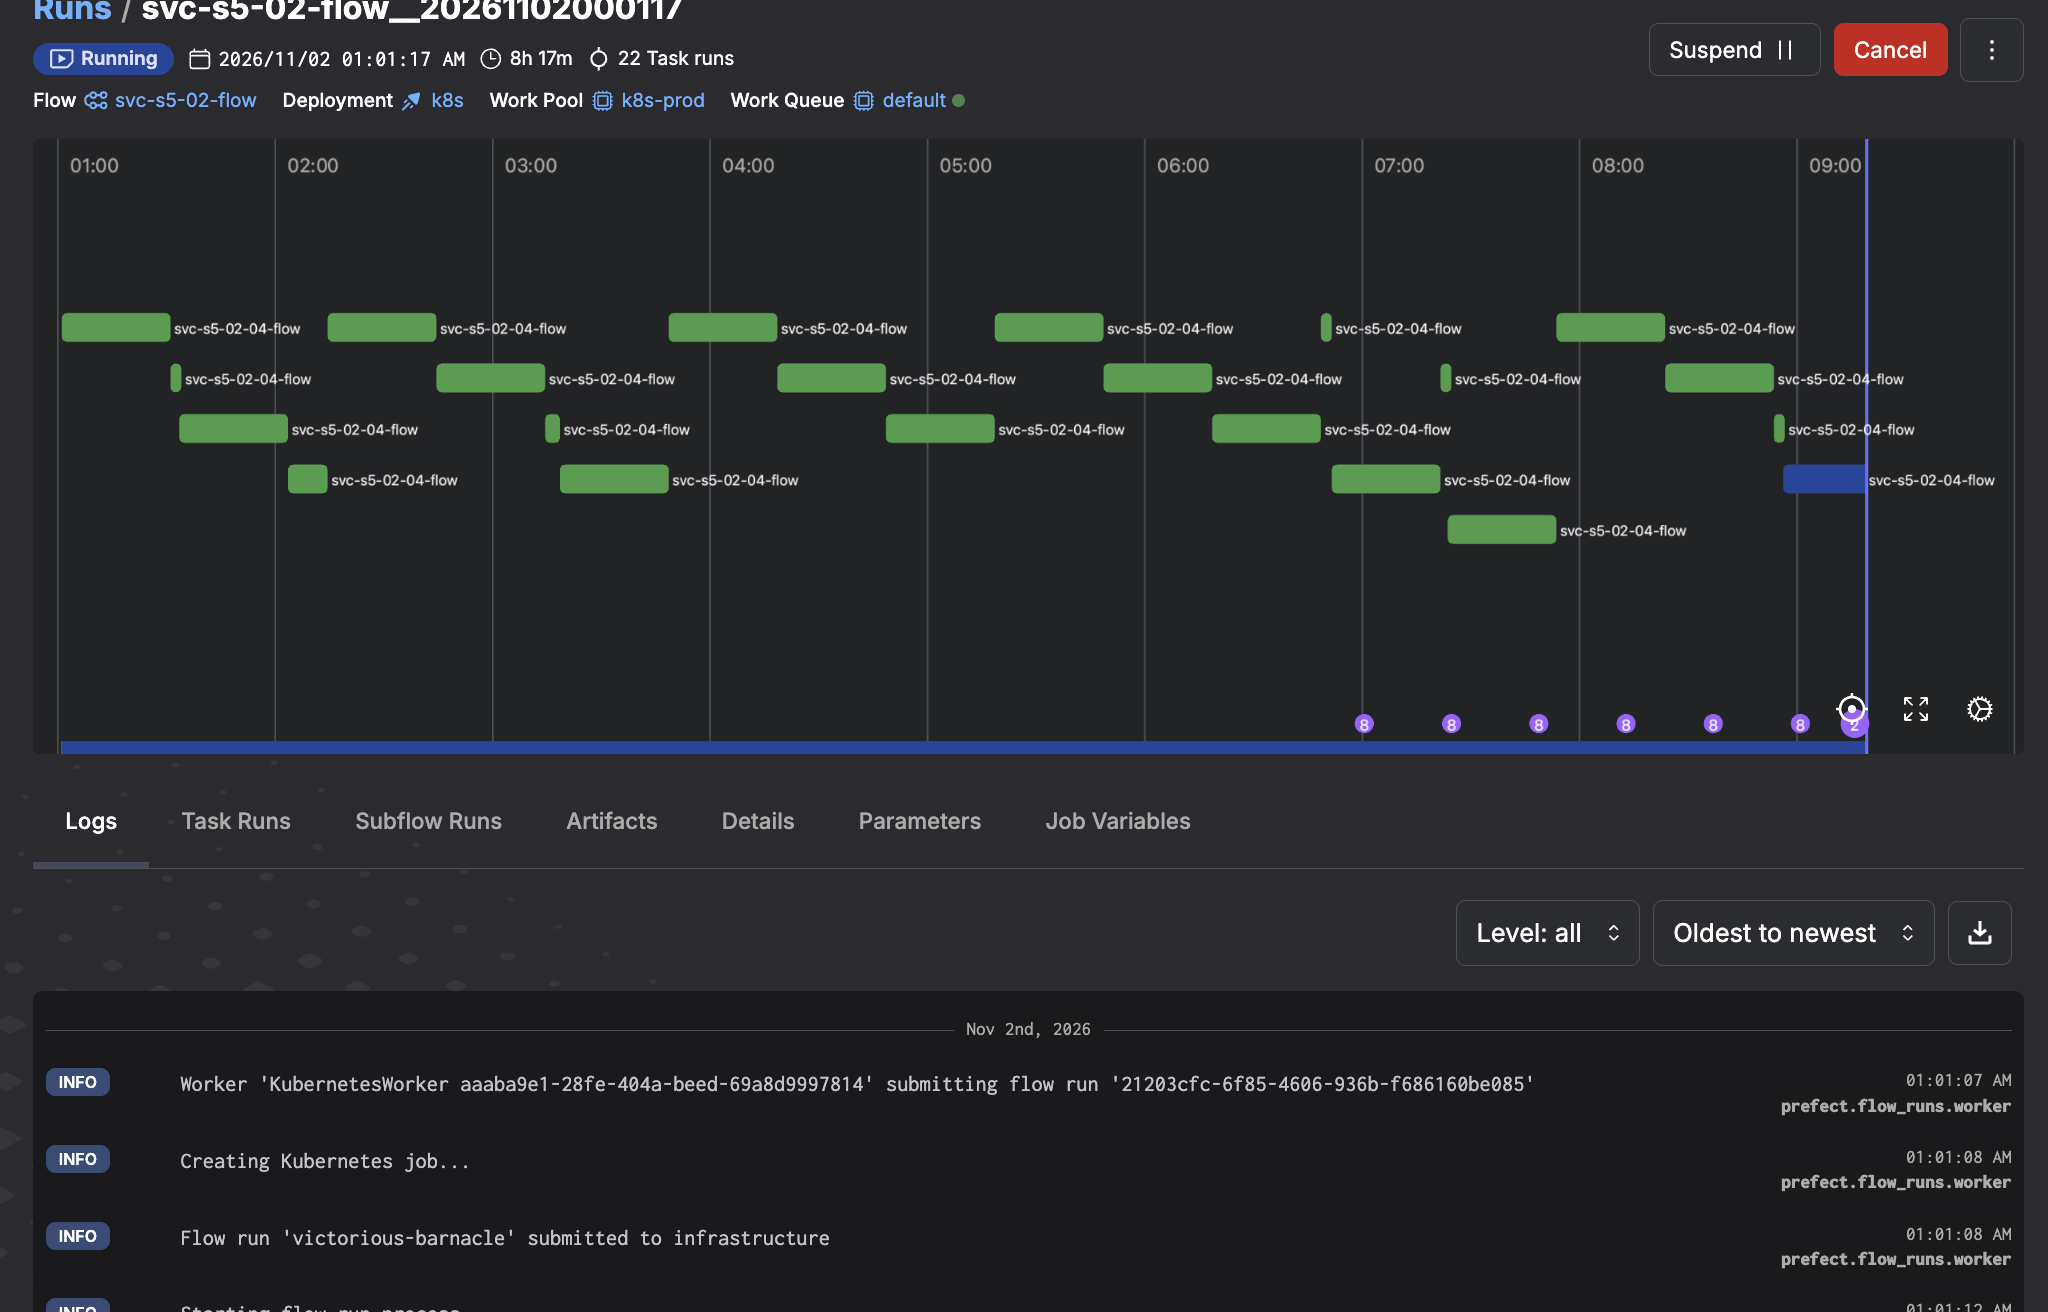 Runs / svc-s5-02-flow__20261102000117
Running 2026/11/02 01:01:17 AM 8h 17m 22 Task runs
Suspend Cancel
Flow svc-s5-02-flow Deployment k8s Work Pool k8s-prod Work Queue default
01:00 02:00 03:00 04:00 05:00 06:00 07:00 08:00 09:00
svc-s5-02-04-flow svc-s5-02-04-flow svc-s5-02-04-flow svc-s5-02-04-flow svc-s5-02-04-flow svc-s5-02-04-flow
svc-s5-02-04-flow svc-s5-02-04-flow svc-s5-02-04-flow svc-s5-02-04-flow svc-s5-02-04-flow svc-s5-02-04-flow
svc-s5-02-04-flow svc-s5-02-04-flow svc-s5-02-04-flow svc-s5-02-04-flow svc-s5-02-04-flow
svc-s5-02-04-flow svc-s5-02-04-flow svc-s5-02-04-flow svc-s5-02-04-flow
svc-s5-02-04-flow
8 8 8 8 8 8 2
Logs Task Runs Subflow Runs Artifacts Details Parameters Job Variables
Level: all Oldest to newest
Nov 2nd, 2026
INFO Worker 'KubernetesWorker aaaba9e1-28fe-404a-beed-69a8d9997814' submitting flow run '21203cfc-6f85-4606-936b-f686160be085' 01:01:07 AM
prefect.flow_runs.worker
INFO Creating Kubernetes job... 01:01:08 AM
prefect.flow_runs.worker
INFO Flow run 'victorious-barnacle' submitted to infrastructure 01:01:08 AM
prefect.flow_runs.worker
INFO Starting flow run process 01:01:12 AM